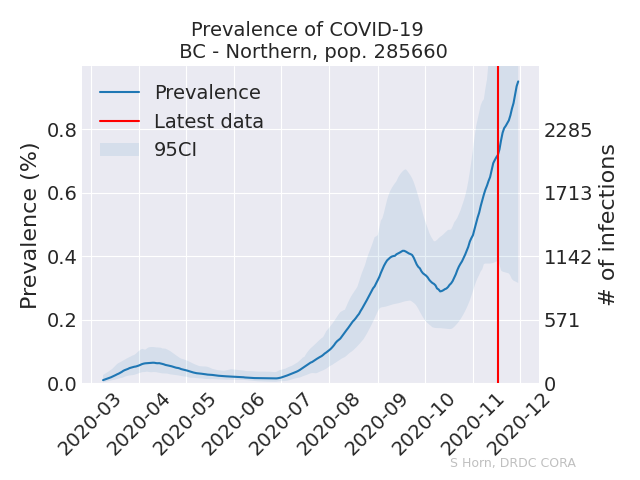 Prevalence of COVID-19
BC - Northern, pop. 285660
Prevalence
Latest data
95CI
Prevalence (%)
0.8
0.6
0.4
0.2
0.0
2285
1713
1142
571
0
# of infections
2020-03
2020-04
2020-05
2020-06
2020-07
2020-08
2020-09
2020-10
2020-11
2020-12
S Horn, DRDC CORA